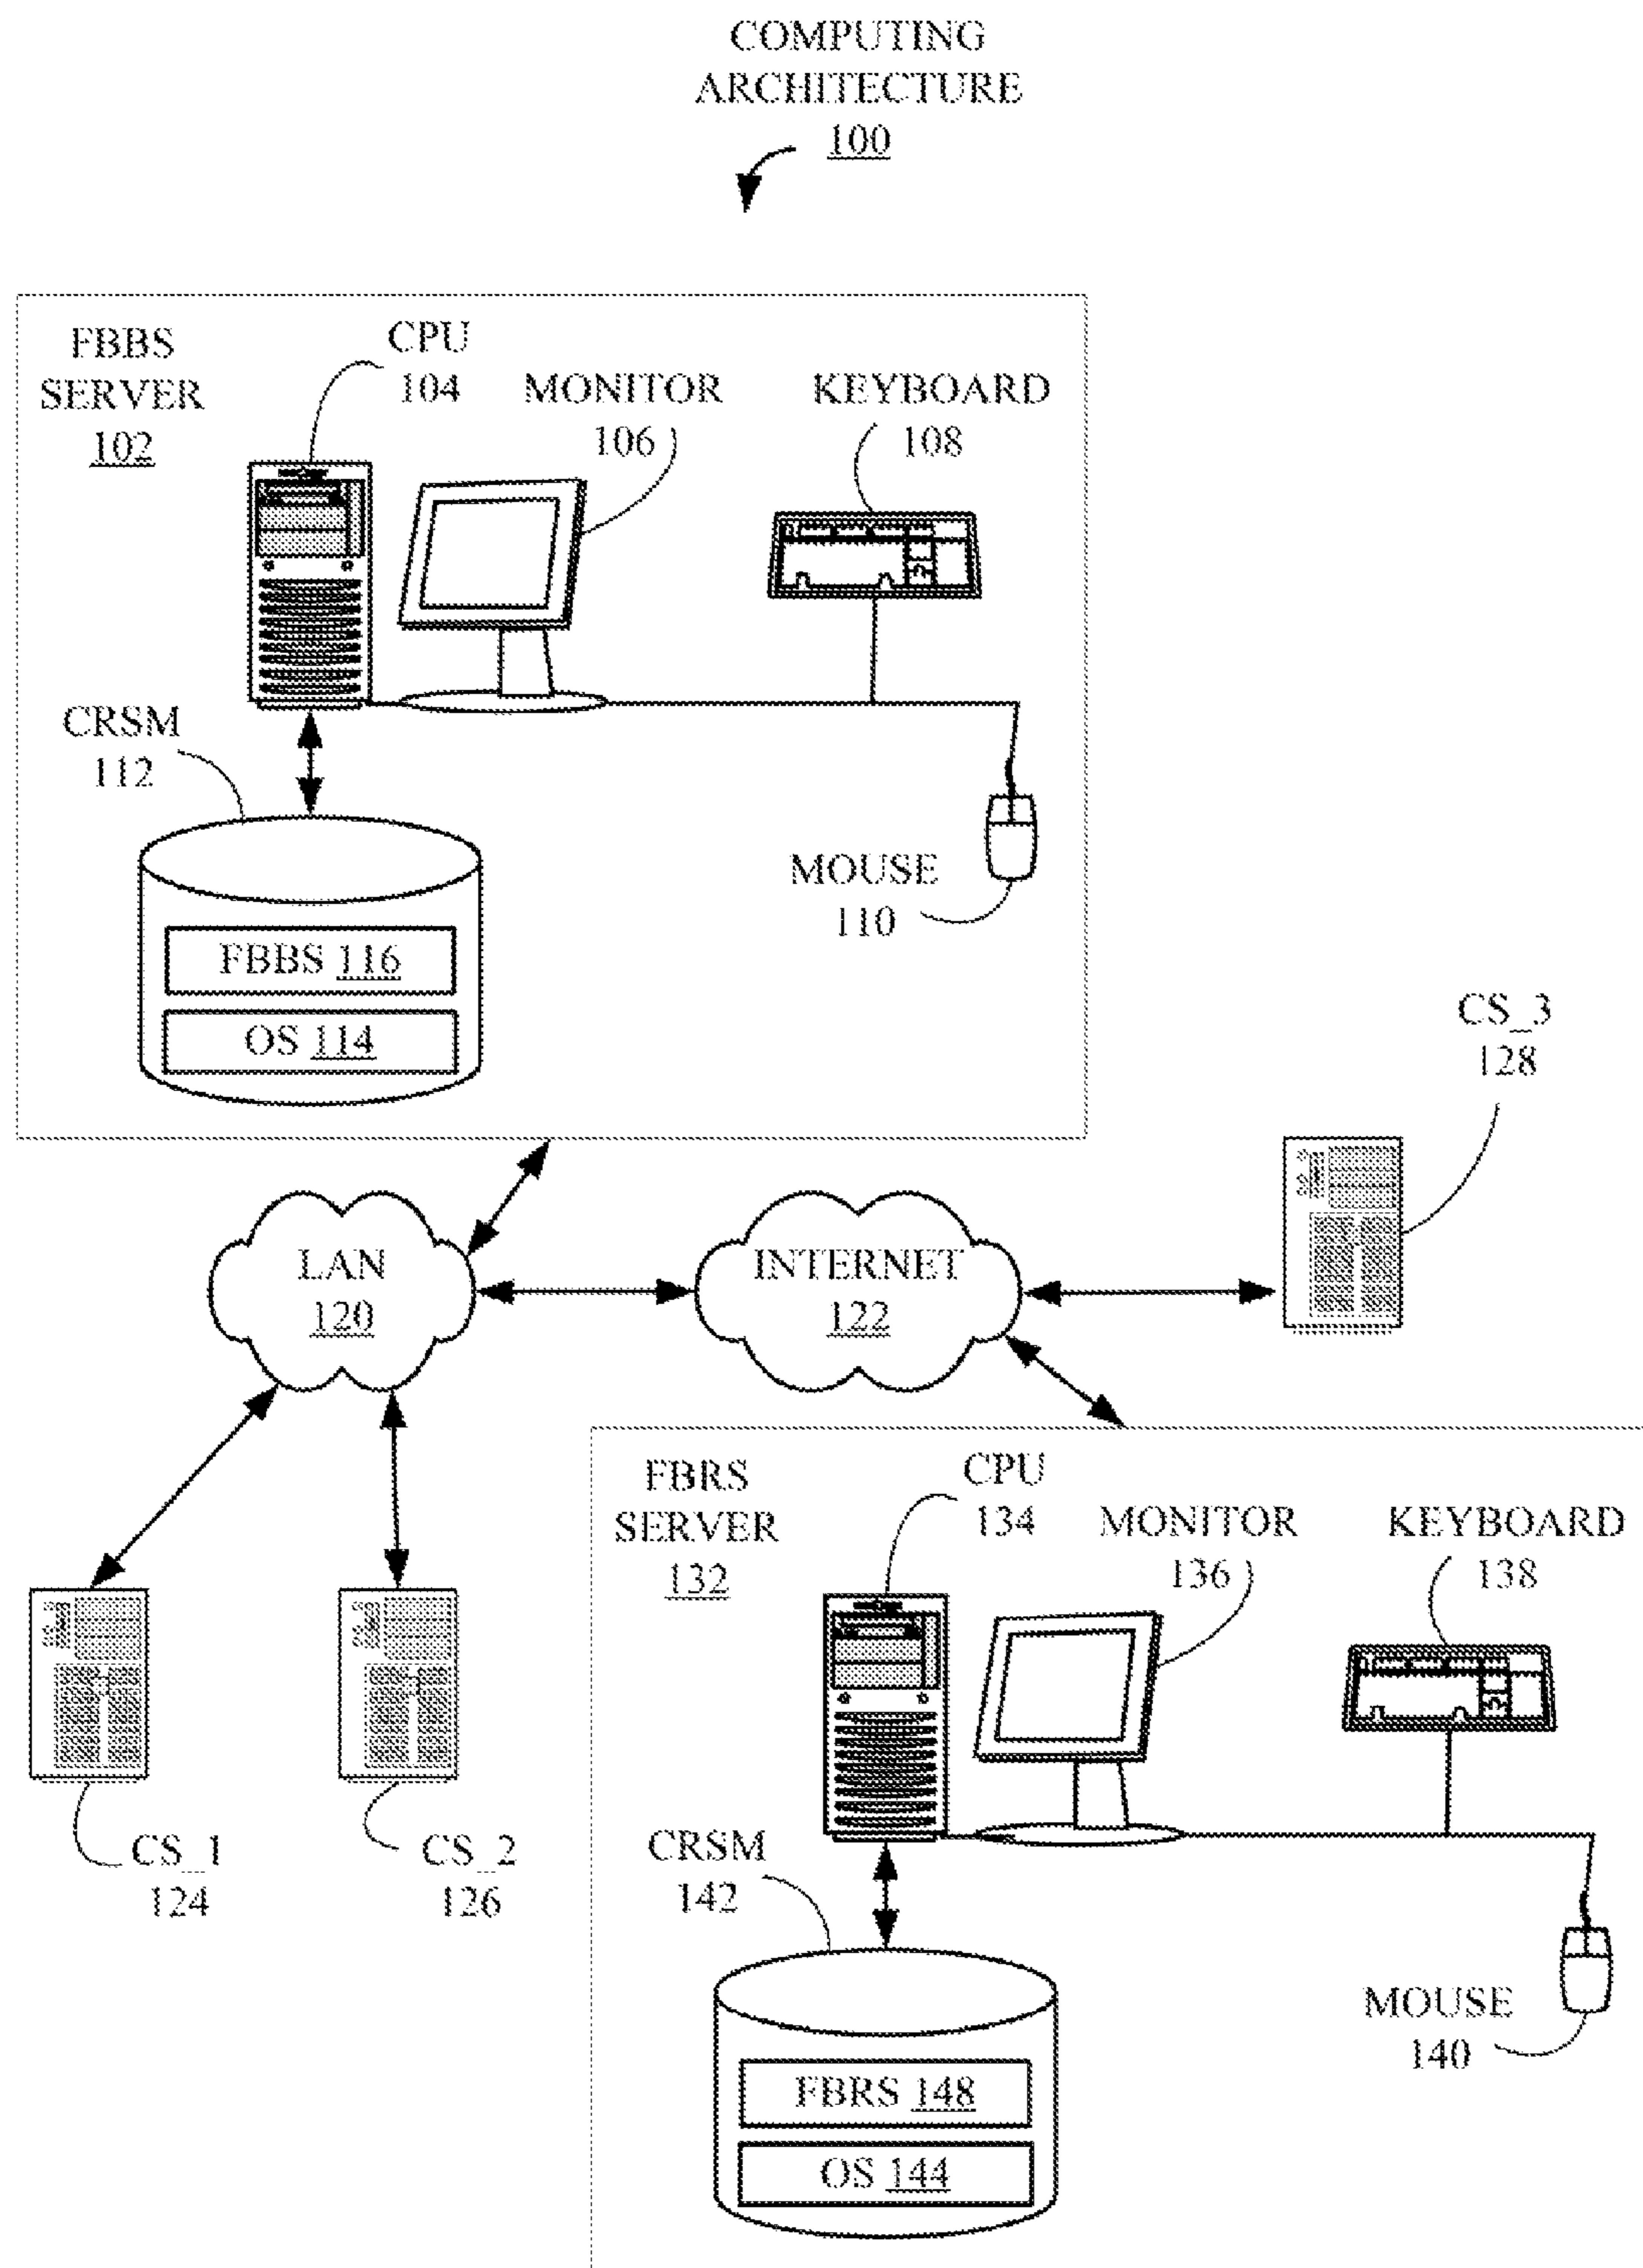 COMPUTING
ARCHITECTURE
100
FBBS
SERVER
102
CPU
104
MONITOR
106
KEYBOARD
108
CRSM
112
MOUSE
110
FBBS 116
OS 114
CS_3
128
LAN
120
INTERNET
122
FBRS
SERVER
132
CPU
134
MONITOR
136
KEYBOARD
138
CS_1
124
CS_2
126
CRSM
142
MOUSE
140
FBRS 148
OS 144